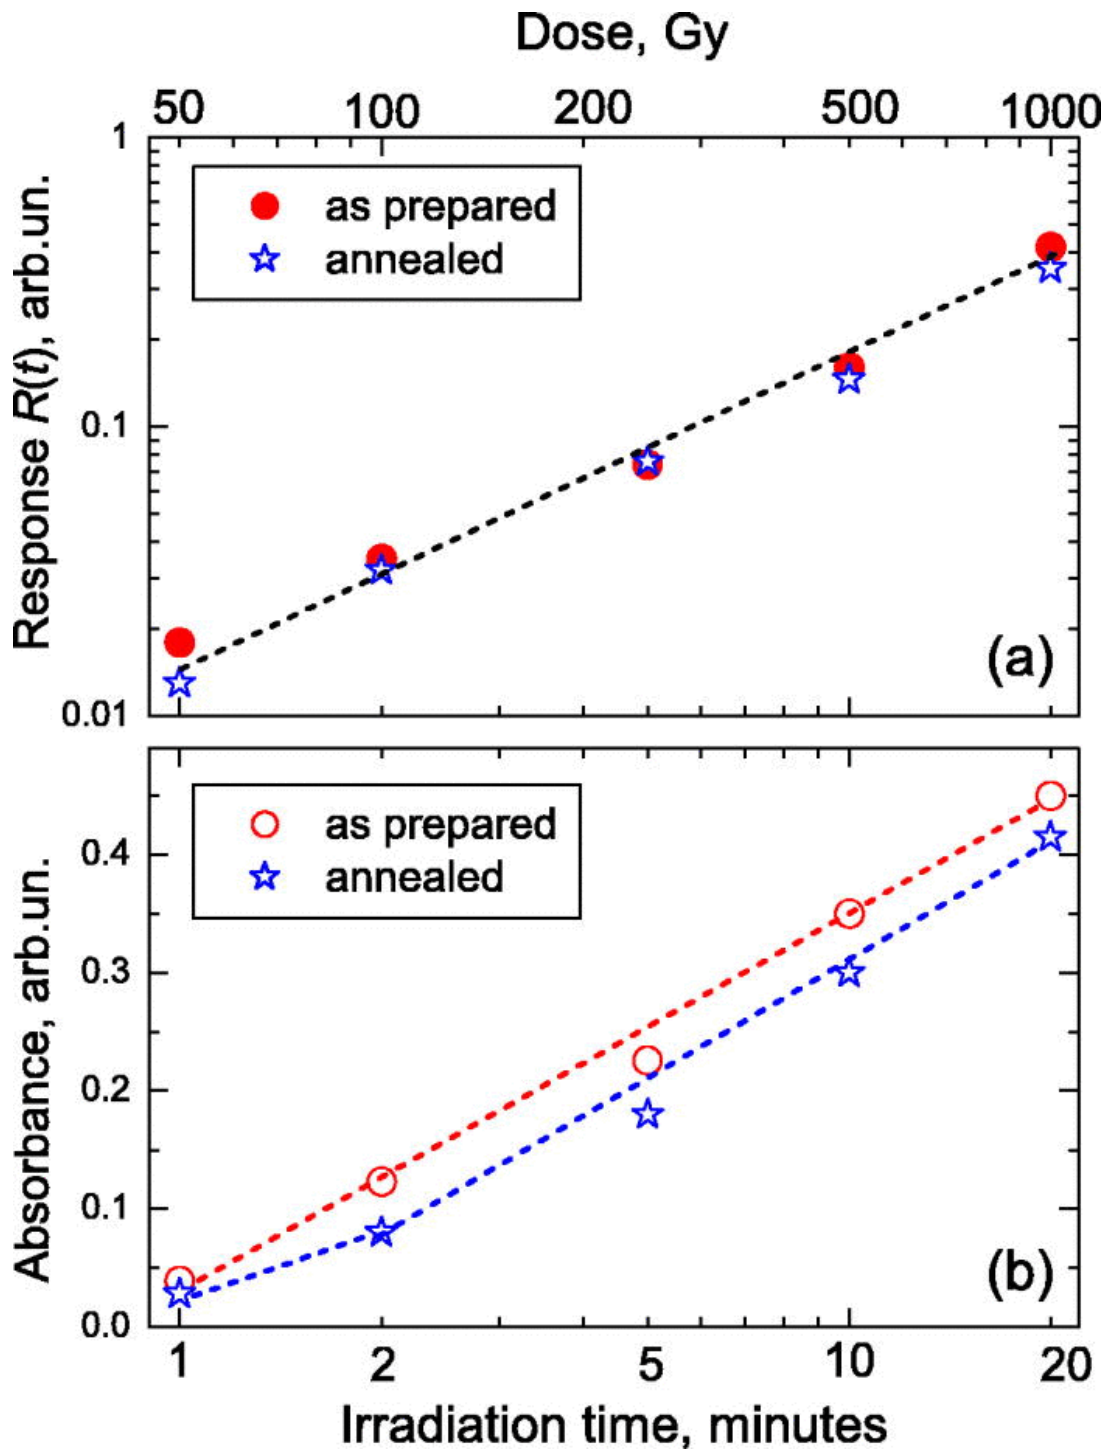 Dose, Gy
50 100 200 500 1000
1
as prepared
annealed
0.1
Response R(t), arb.un.
(a)
0.01
as prepared
annealed
0.4
0.3
0.2
0.1
0.0
Absorbance, arb.un.
(b)
1 2 5 10 20
Irradiation time, minutes